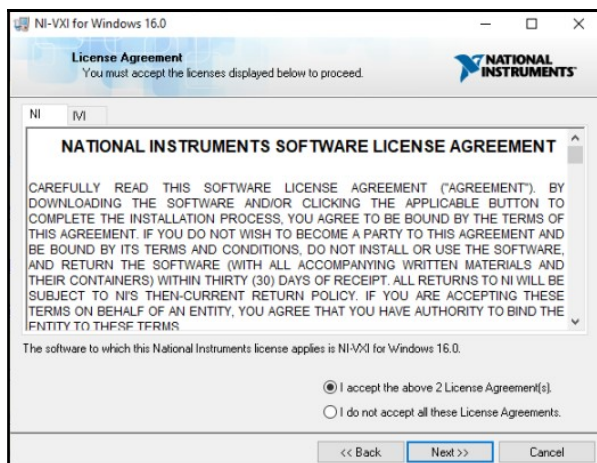 NI-VXI for Windows 16.0
License Agreement
You must accept the licenses displayed below to proceed.
NATIONAL
INSTRUMENTS
NI IVI
NATIONAL INSTRUMENTS SOFTWARE LICENSE AGREEMENT
CAREFULLY READ THIS SOFTWARE LICENSE AGREEMENT ("AGREEMENT"). BY
DOWNLOADING THE SOFTWARE AND/OR CLICKING THE APPLICABLE BUTTON TO
COMPLETE THE INSTALLATION PROCESS, YOU AGREE TO BE BOUND BY THE TERMS OF
THIS AGREEMENT. IF YOU DO NOT WISH TO BECOME A PARTY TO THIS AGREEMENT AND
BE BOUND BY ITS TERMS AND CONDITIONS, DO NOT INSTALL OR USE THE SOFTWARE,
AND RETURN THE SOFTWARE (WITH ALL ACCOMPANYING WRITTEN MATERIALS AND
THEIR CONTAINERS) WITHIN THIRTY (30) DAYS OF RECEIPT. ALL RETURNS TO NI WILL BE
SUBJECT TO NI'S THEN-CURRENT RETURN POLICY. IF YOU ARE ACCEPTING THESE
TERMS ON BEHALF OF AN ENTITY, YOU AGREE THAT YOU HAVE AUTHORITY TO BIND THE
ENTITY TO THESE TERMS
The software to which this National Instruments license applies is NI-VXI for Windows 16.0.
I accept the above 2 License Agreement(s).
I do not accept all these License Agreements.
<< Back Next >> Cancel